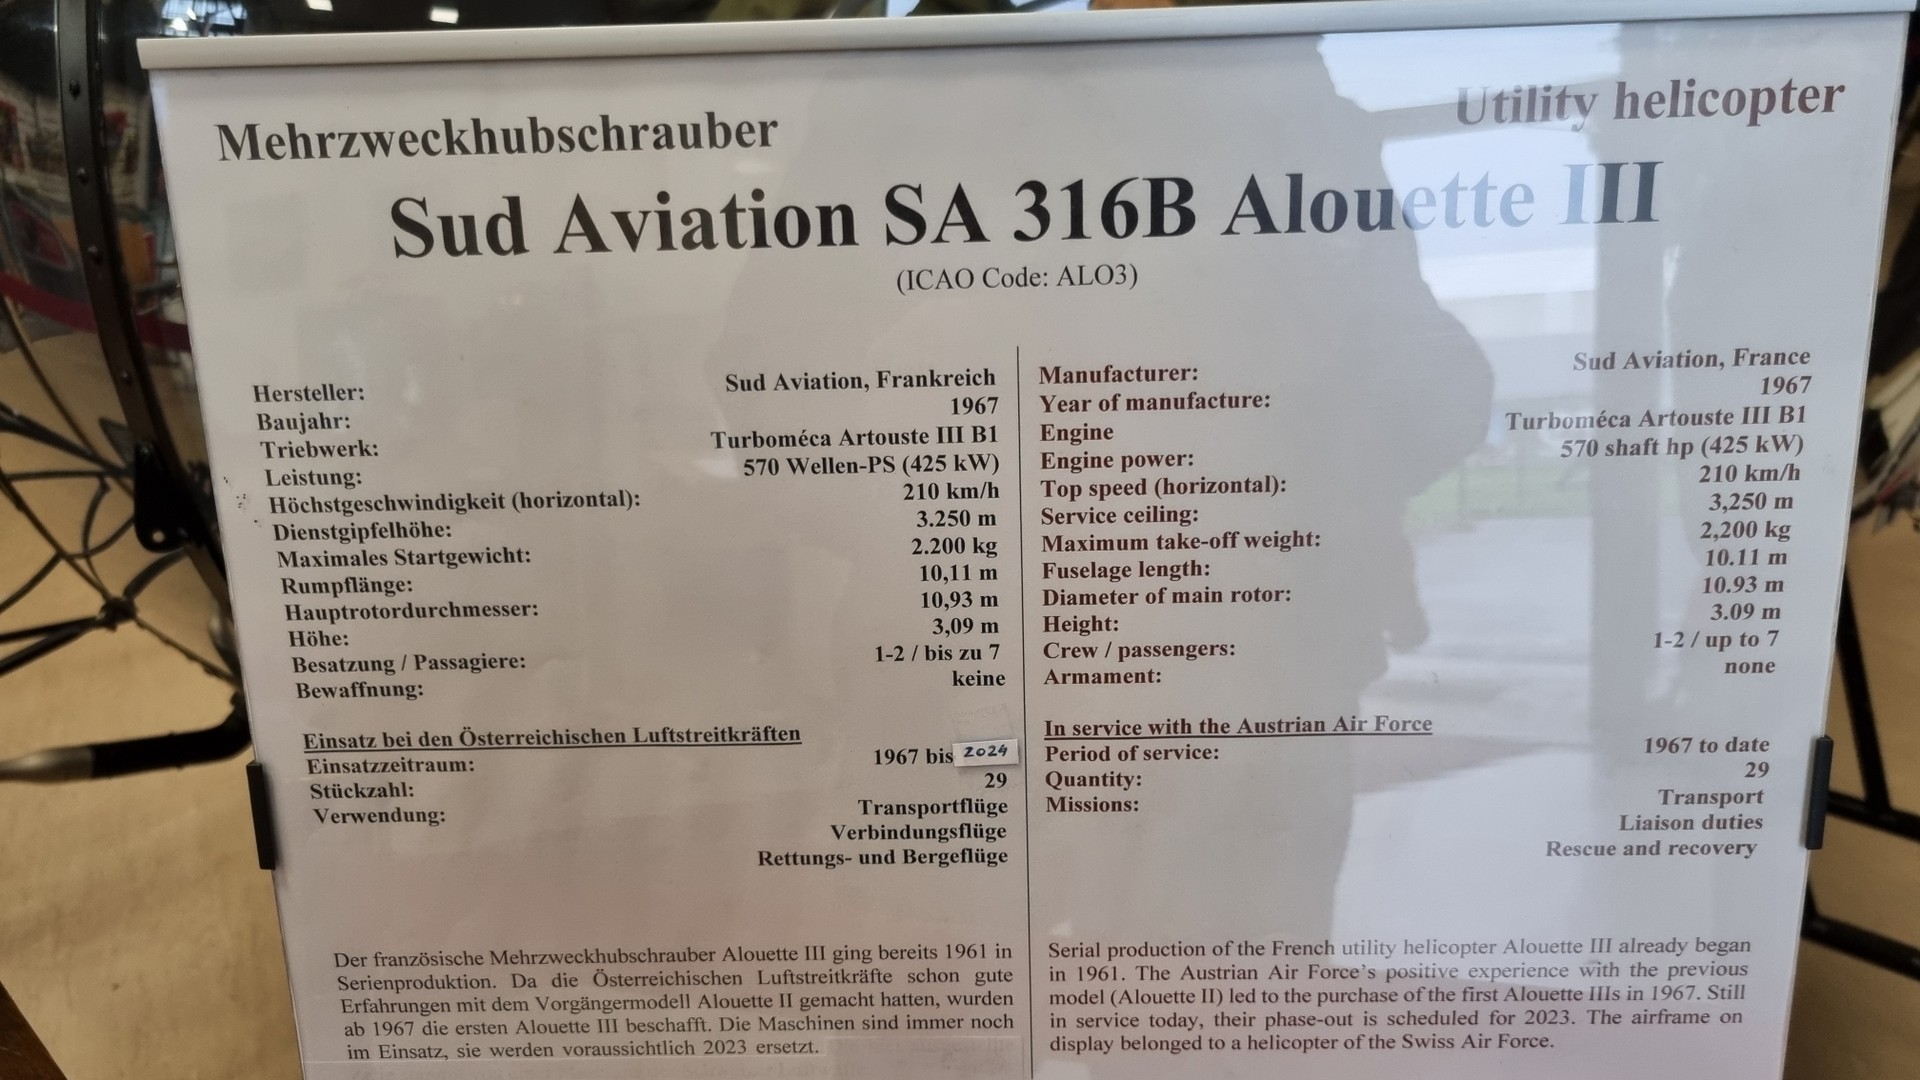 Mehrzweckhubschrauber
Utility helicopter
Sud Aviation SA 316B Alouette III
(ICAO Code: ALO3)
Hersteller: Sud Aviation, Frankreich
Baujahr: 1967
Triebwerk: Turboméca Artouste III B1
Leistung: 570 Wellen-PS (425 kW)
Höchstgeschwindigkeit (horizontal): 210 km/h
Dienstgipfelhöhe: 3.250 m
Maximales Startgewicht: 2.200 kg
Rumpflänge: 10,11 m
Hauptrotordurchmesser: 10,93 m
Höhe: 3,09 m
Besatzung / Passagiere: 1-2 / bis zu 7
Bewaffnung: keine
Einsatz bei den Österreichischen Luftstreitkräften
Einsatzzeitraum: 1967 bis 2024
Stückzahl: 29
Verwendung: Transportflüge
Verbindungsflüge
Rettungs- und Bergeflüge
Der französische Mehrzweckhubschrauber Alouette III ging bereits 1961 in
Serienproduktion. Da die Österreichischen Luftstreitkräfte schon gute
Erfahrungen mit dem Vorgängermodell Alouette II gemacht hatten, wurden
ab 1967 die ersten Alouette III beschafft. Die Maschinen sind immer noch
im Einsatz, sie werden voraussichtlich 2023 ersetzt.
Manufacturer: Sud Aviation, France
Year of manufacture: 1967
Engine Turboméca Artouste III B1
Engine power: 570 shaft hp (425 kW)
Top speed (horizontal): 210 km/h
Service ceiling: 3,250 m
Maximum take-off weight: 2,200 kg
Fuselage length: 10.11 m
Diameter of main rotor: 10.93 m
Height: 3.09 m
Crew / passengers: 1-2 / up to 7
Armament: none
In service with the Austrian Air Force
Period of service: 1967 to date
Quantity: 29
Missions: Transport
Liaison duties
Rescue and recovery
Serial production of the French utility helicopter Alouette III already began
in 1961. The Austrian Air Force's positive experience with the previous
model (Alouette II) led to the purchase of the first Alouette IIIs in 1967. Still
in service today, their phase-out is scheduled for 2023. The airframe on
display belonged to a helicopter of the Swiss Air Force.